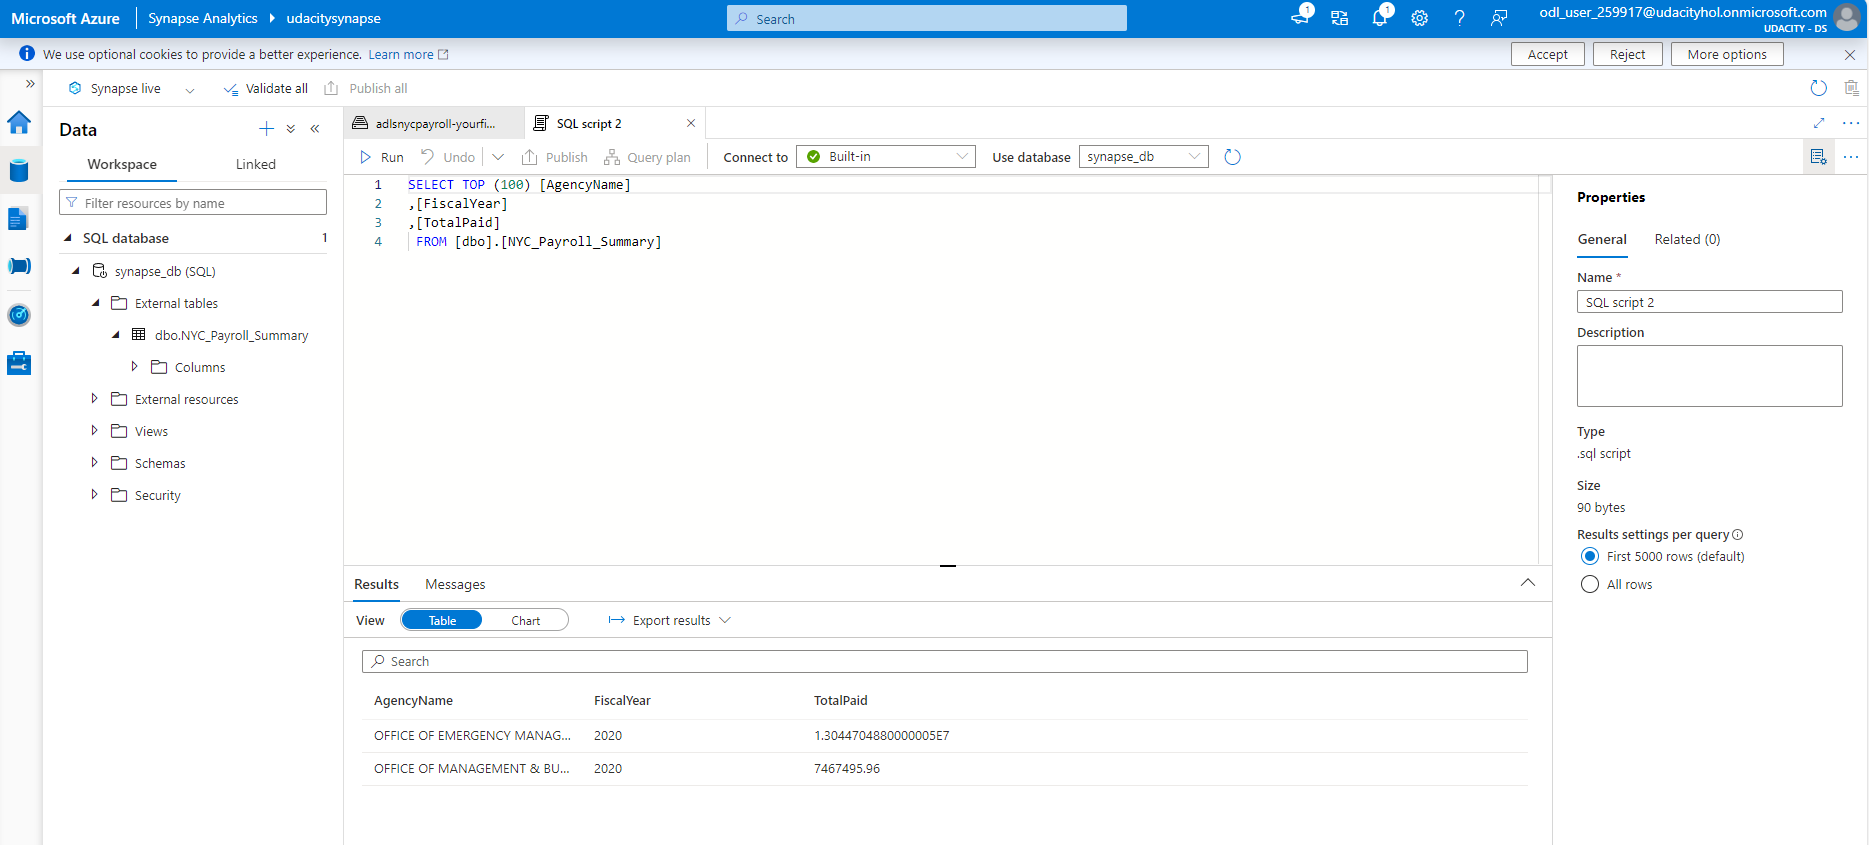 Microsoft Azure
Synapse Analytics
udacitysynapse
Search
1
1
?
odl_user_259917@udacityhol.onmicrosoft.com
UDACITY - DS
We use optional cookies to provide a better experience. Learn more
Accept
Reject
More options
Synapse live
Validate all
Publish all
Data
Workspace
Linked
Filter resources by name
SQL database
1
synapse_db (SQL)
External tables
dbo.NYC_Payroll_Summary
Columns
External resources
Views
Schemas
Security
adlsnycpayroll-yourfi...
SQL script 2
Run
Undo
Publish
Query plan
Connect to
Built-in
Use database
synapse_db
1 SELECT TOP (100) [AgencyName]
2 ,[FiscalYear]
3 ,[TotalPaid]
4 FROM [dbo].[NYC_Payroll_Summary]
Results
Messages
View
Table
Chart
Export results
Search
AgencyName FiscalYear TotalPaid
OFFICE OF EMERGENCY MANAG... 2020 1.3044704880000005E7
OFFICE OF MANAGEMENT & BU... 2020 7467495.96
Properties
General
Related (0)
Name *
SQL script 2
Description
Type
.sql script
Size
90 bytes
Results settings per query
First 5000 rows (default)
All rows